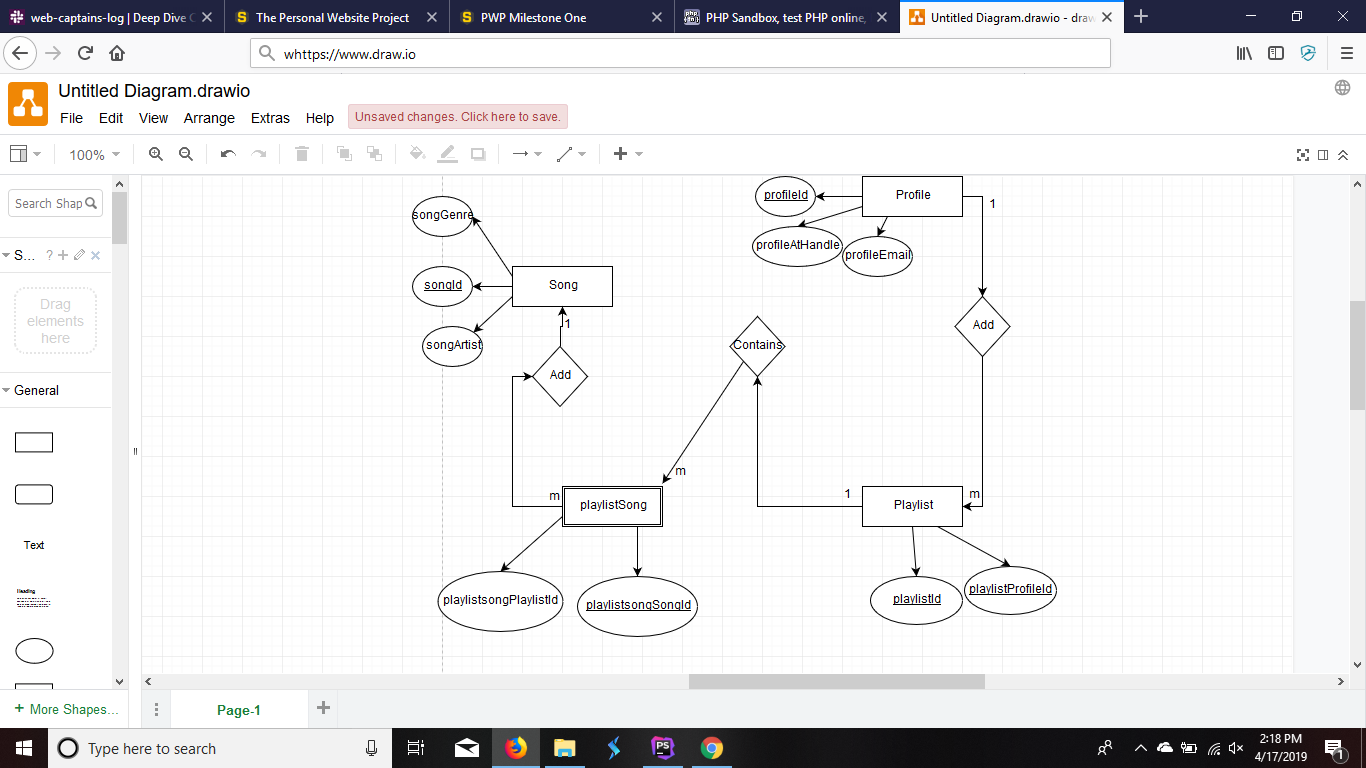 web-captains-log | Deep Dive C
The Personal Website Project
PWP Milestone One
PHP Sandbox, test PHP online,
Untitled Diagram.drawio - draw
whttps://www.draw.io
Untitled Diagram.drawio
File Edit View Arrange Extras Help
Unsaved changes. Click here to save.
100%
Search Shap
S...
?
Drag
elements
here
General
Text
Heading
More Shapes...
songGenre
songId
songArtist
Song
1
Add
m
playlistSong
playlistsongPlaylistId
playlistsongSongId
Contains
m
1
profileId
Profile
1
profileAtHandle
profileEmail
Add
m
Playlist
playlistId
playlistProfileId
Page-1
Type here to search
PS
2:18 PM
4/17/2019
1